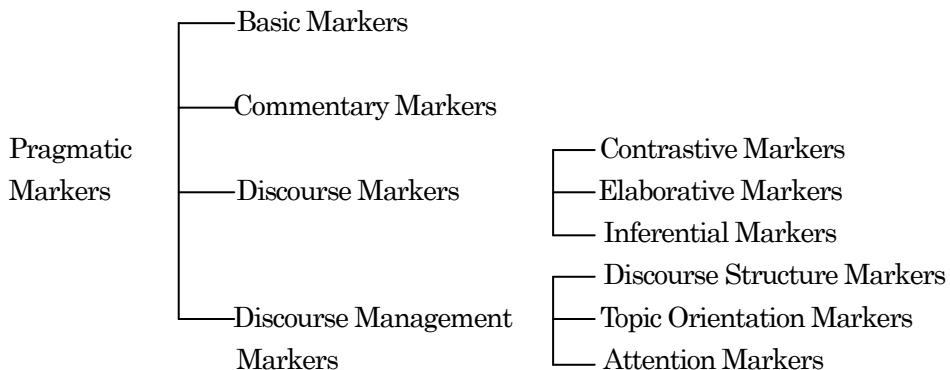 Basic Markers
Commentary Markers
Pragmatic
Markers
Contrastive Markers
Discourse Markers
Elaborative Markers
Inferential Markers
Discourse Structure Markers
Discourse Management
Markers
Topic Orientation Markers
Attention Markers